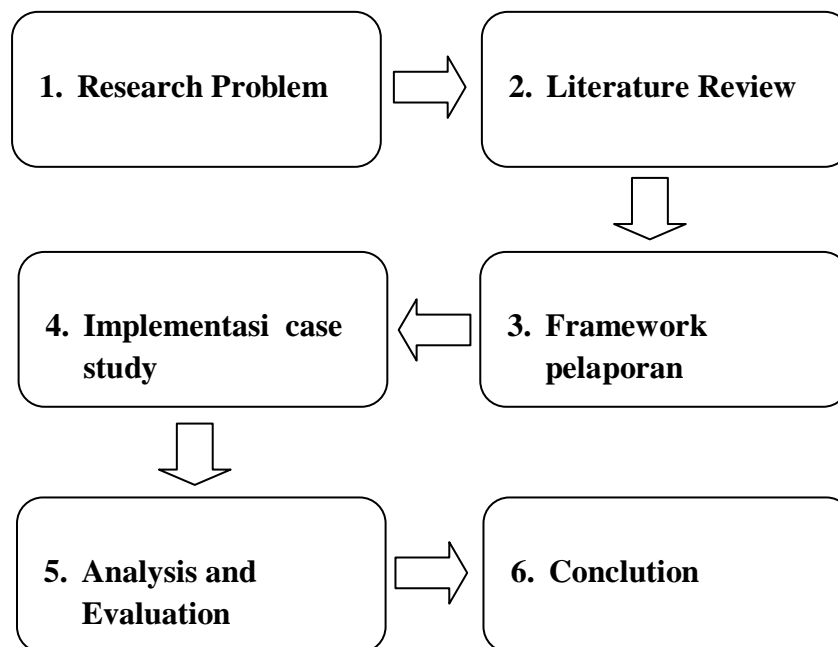 1. Research Problem
2. Literature Review
3. Framework
pelaporan
4. Implementasi case
study
5. Analysis and
Evaluation
6. Conclution